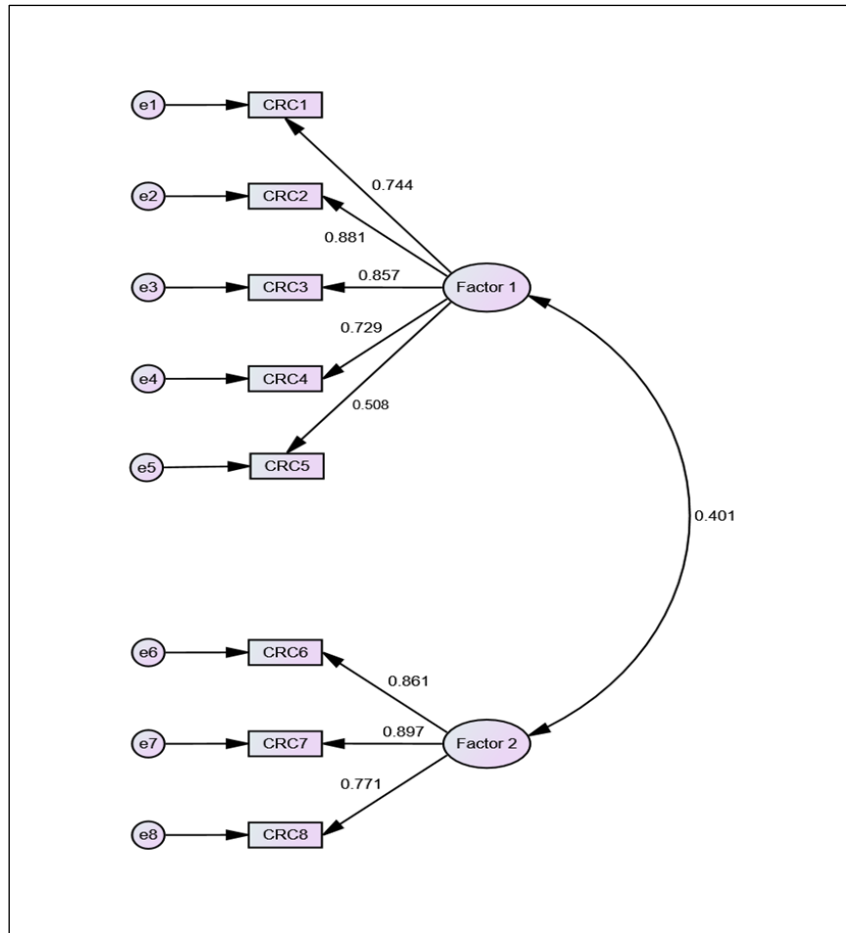 e1 CRC1
0.744
e2 CRC2
0.881
0.857
e3 CRC3 Factor 1
0.729
e4 CRC4
0.508
e5 CRC5
0.401
e6 CRC6
0.861
0.897
e7 CRC7 Factor 2
0.771
e8 CRC8